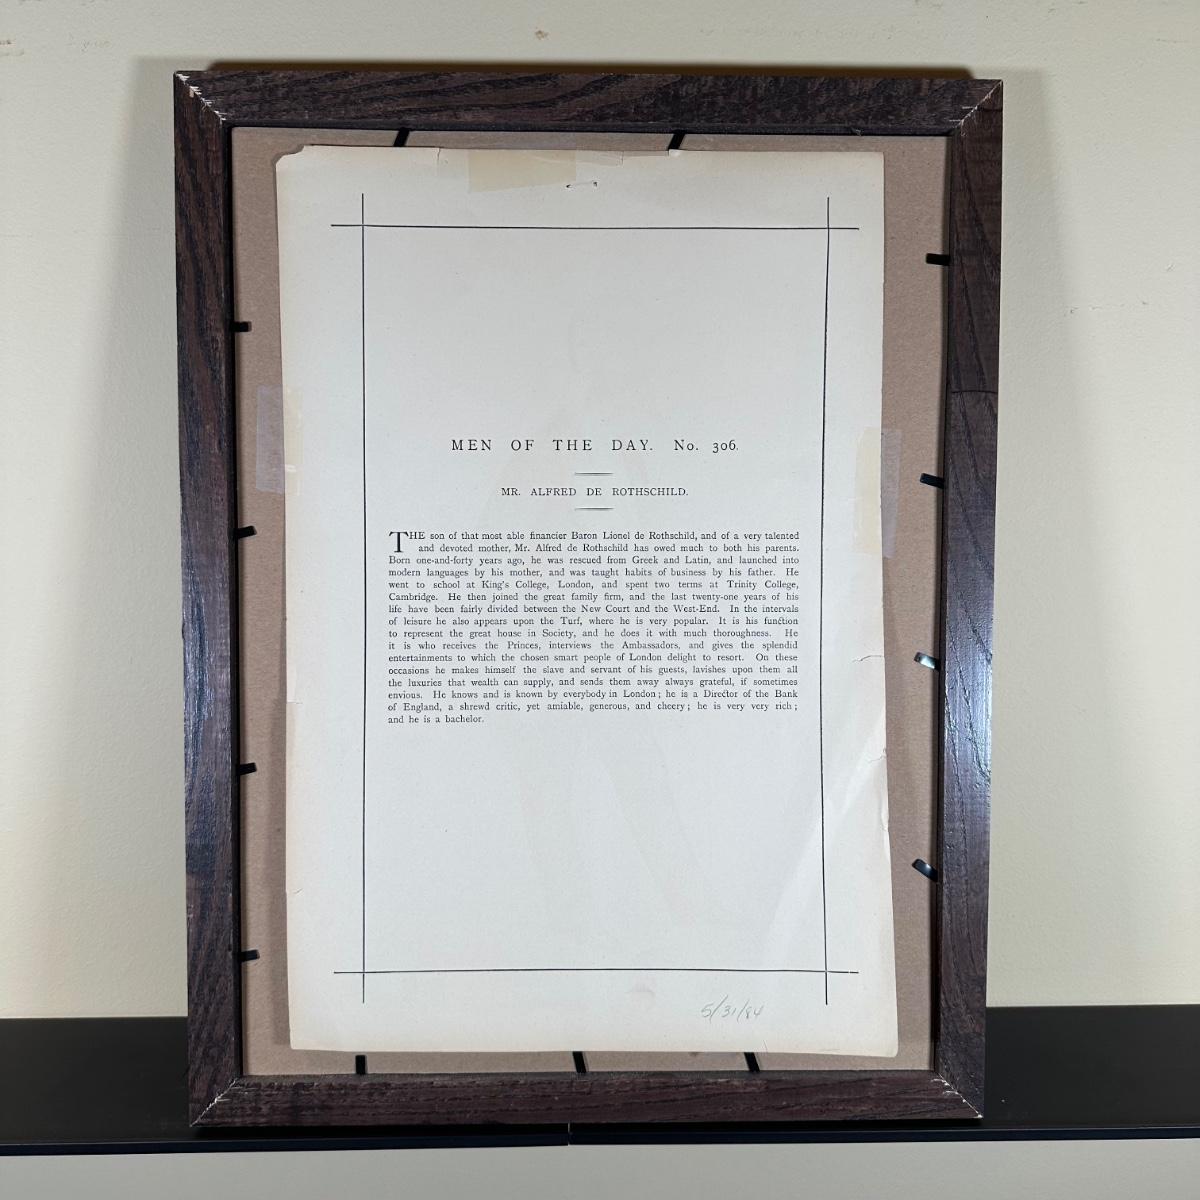 MEN OF THE DAY. No. 306.
MR. ALFRED DE ROTHSCHILD.
THE son of that most able financier Baron Lionel de Rothschild, and of a very talented
and devoted mother, Mr. Alfred de Rothschild has owed much to both his parents.
Born one-and-forty years ago, he was rescued from Greek and Latin, and launched into
modern languages by his mother, and was taught habits of business by his father. He
went to school at King's College, London, and spent two terms at Trinity College,
Cambridge. He then joined the great family firm, and the last twenty-one years of his
life have been fairly divided between the New Court and the West-End. In the intervals
of leisure he also appears upon the Turf, where he is very popular. It is his function
to represent the great house in Society, and he does it with much thoroughness. He
it is who receives the Princes, interviews the Ambassadors, and gives the splendid
entertainments to which the chosen smart people of London delight to resort. On these
occasions he makes himself the slave and servant of his guests, lavishes upon them all
the luxuries that wealth can supply, and sends them away always grateful, if sometimes
envious. He knows and is known by everybody in London; he is a Director of the Bank
of England, a shrewd critic, yet amiable, generous, and cheery; he is very very rich;
and he is a bachelor.
5/31/84